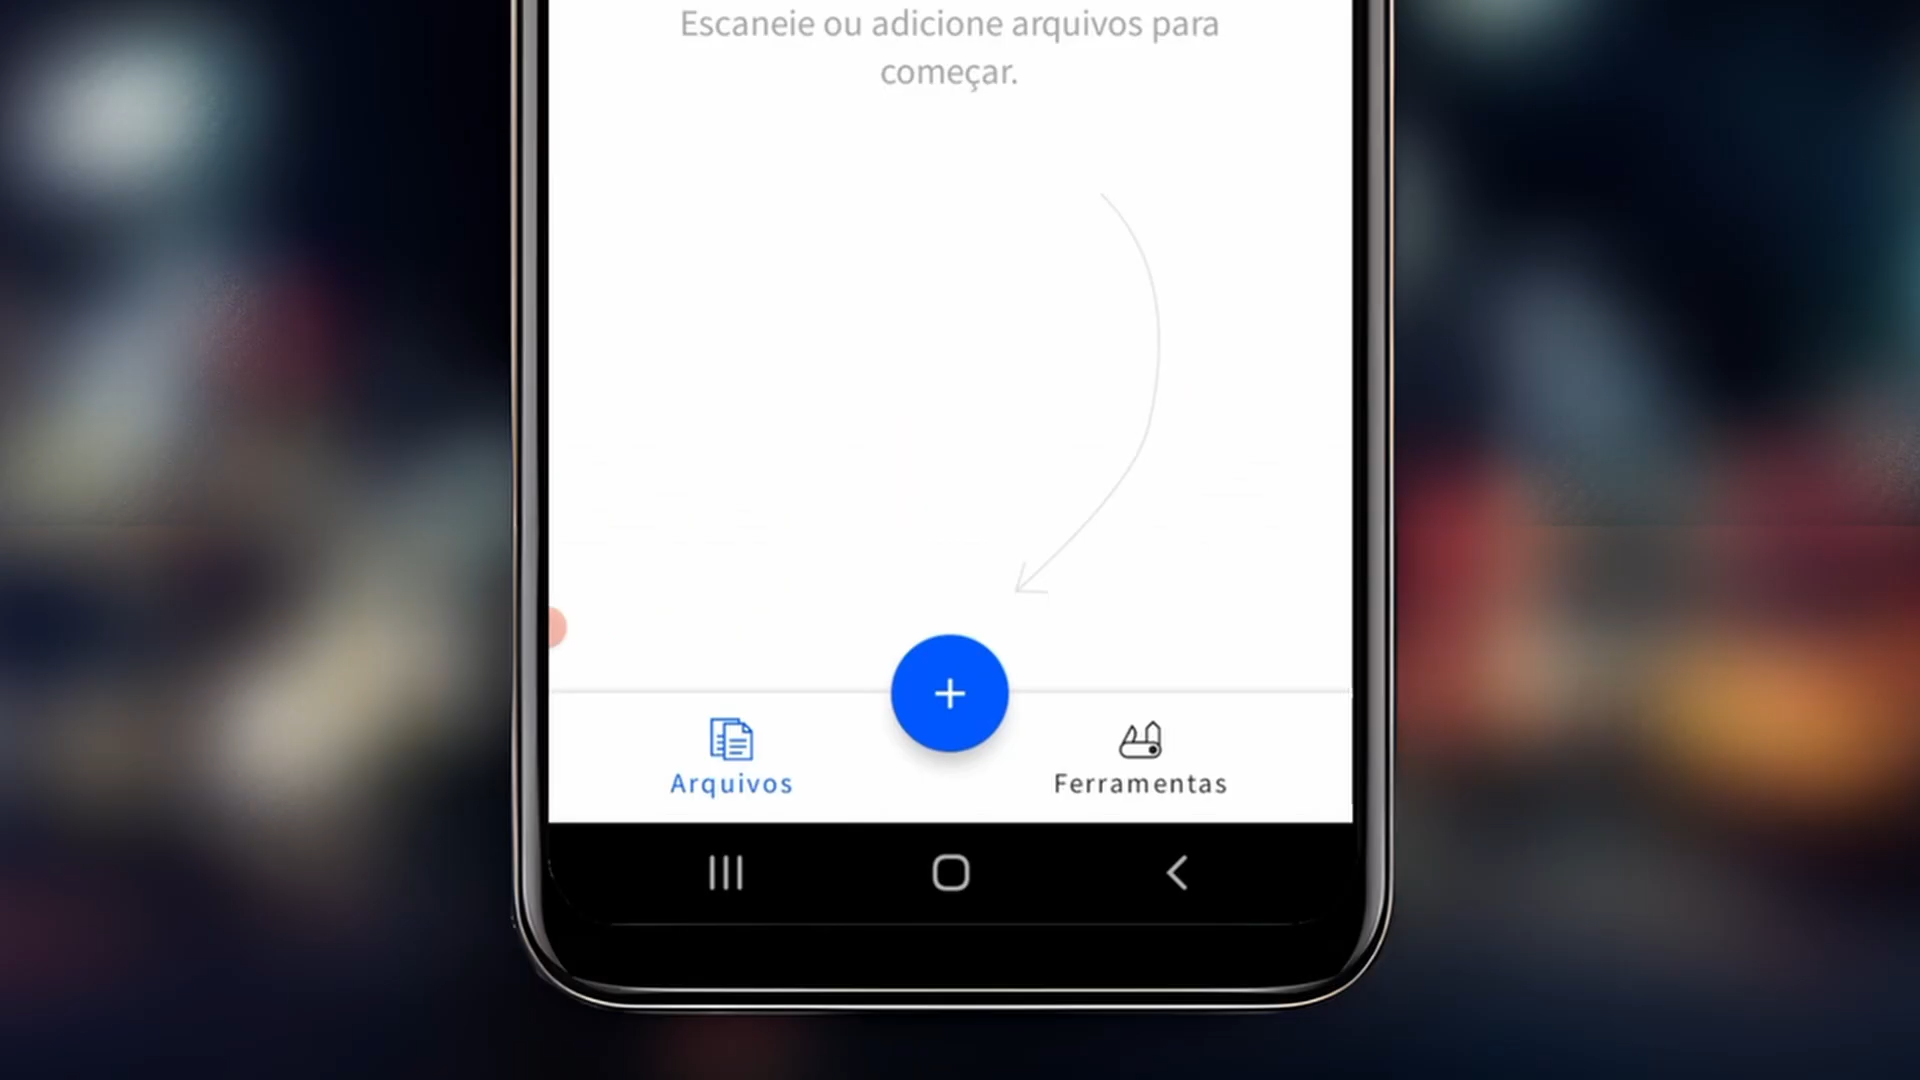 Escaneie ou adicione arquivos para
começar.
Arquivos
Ferramentas